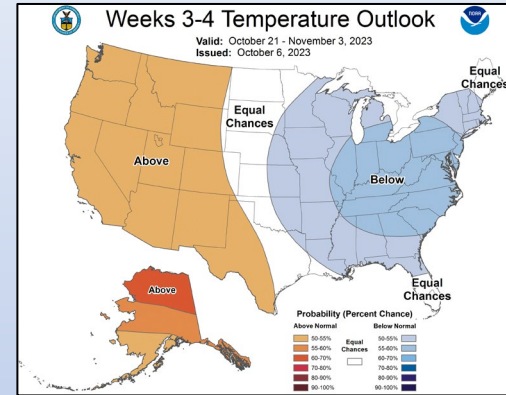 Weeks 3-4 Temperature Outlook
Valid: October 21 - November 3, 2023
Issued: October 6, 2023
NOAA
Equal
Chances
Equal
Chances
Above
Below
Above
Equal
Chances
Probability (Percent Chance)
Above Normal
Below Normal
Equal
Chances
50-55%
55-60%
60-70%
70-80%
80-90%
90-100%
50-55%
55-60%
60-70%
70-80%
80-90%
90-100%